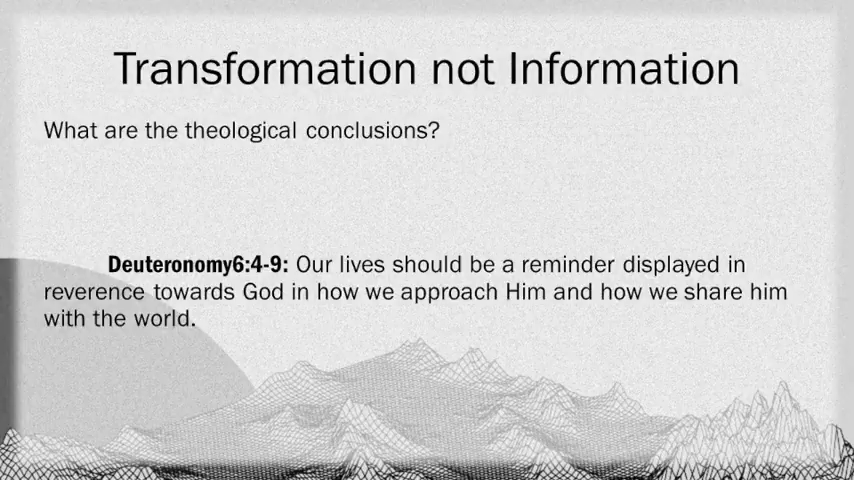 Transformation not Information
What are the theological conclusions?
Deuteronomy6:4-9: Our lives should be a reminder displayed in
reverence towards God in how we approach Him and how we share him
with the world.